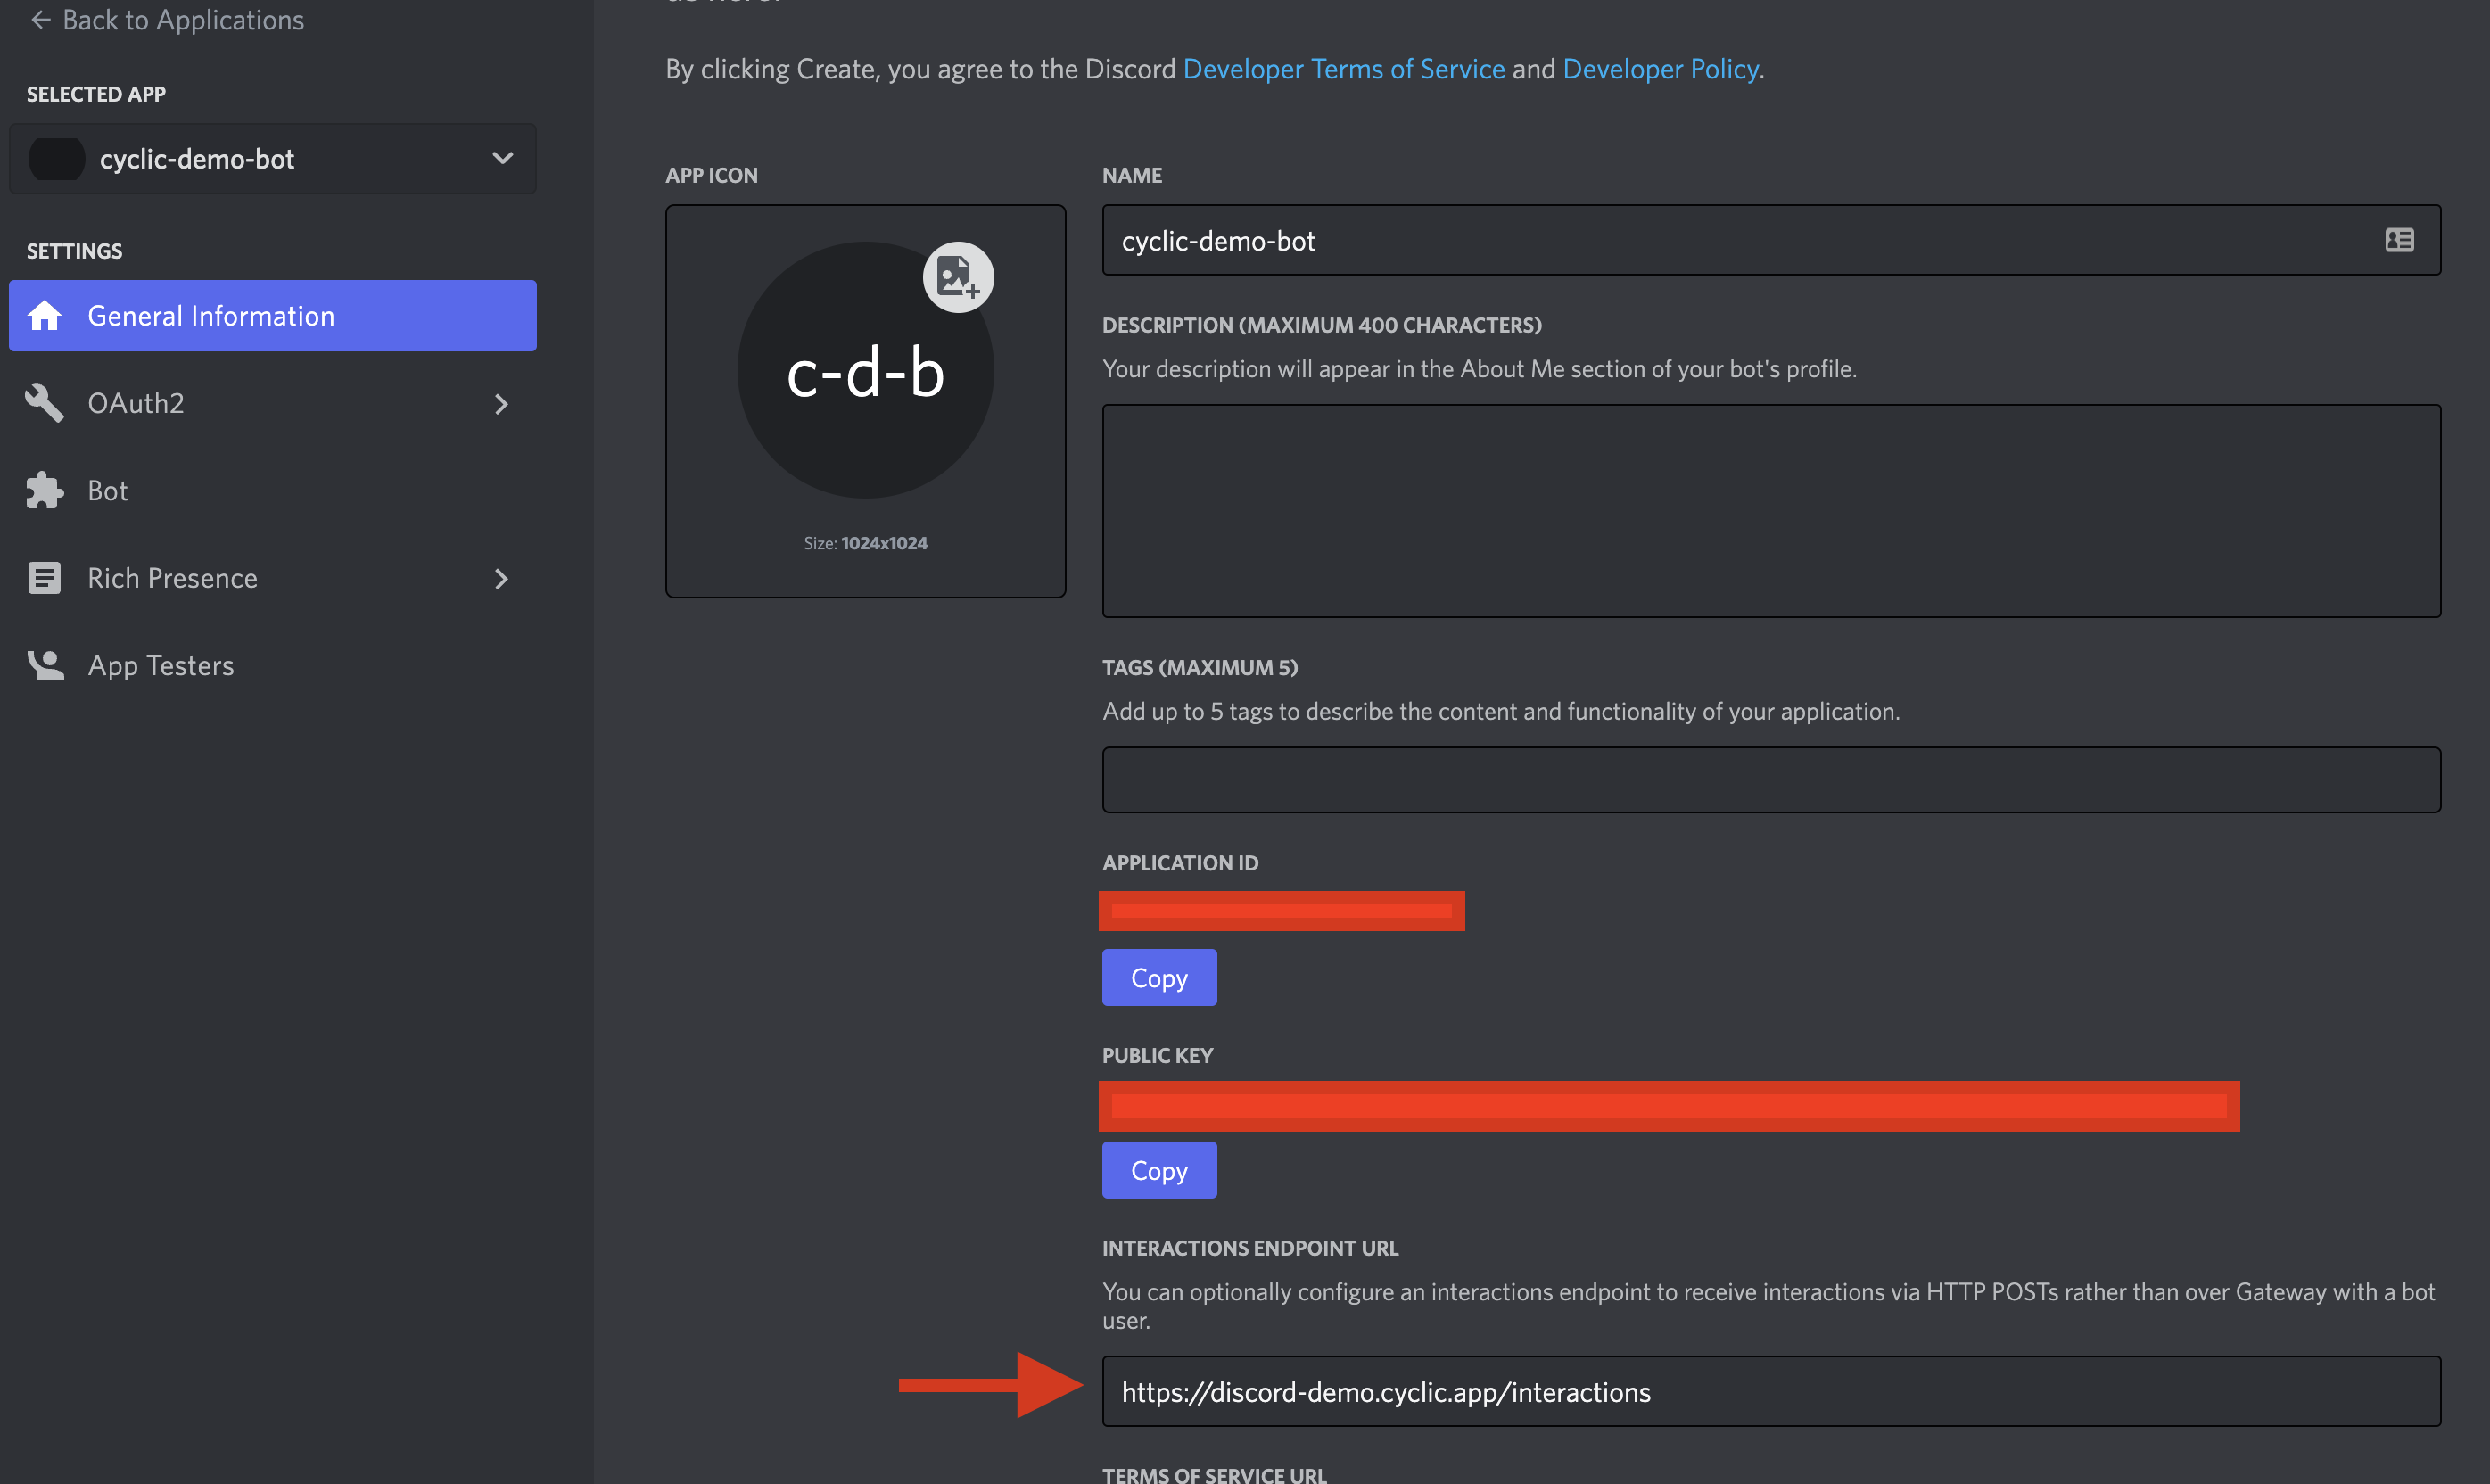 Back to Applications
SELECTED APP
cyclic-demo-bot
SETTINGS
General Information
OAuth2
Bot
Rich Presence
App Testers
By clicking Create, you agree to the Discord Developer Terms of Service and Developer Policy.
APP ICON
c-d-b
Size: 1024x1024
NAME
cyclic-demo-bot
DESCRIPTION (MAXIMUM 400 CHARACTERS)
Your description will appear in the About Me section of your bot's profile.
TAGS (MAXIMUM 5)
Add up to 5 tags to describe the content and functionality of your application.
APPLICATION ID
Copy
PUBLIC KEY
Copy
INTERACTIONS ENDPOINT URL
You can optionally configure an interactions endpoint to receive interactions via HTTP POSTs rather than over Gateway with a bot
user.
https://discord-demo.cyclic.app/interactions
TERMS OF SERVICE URL